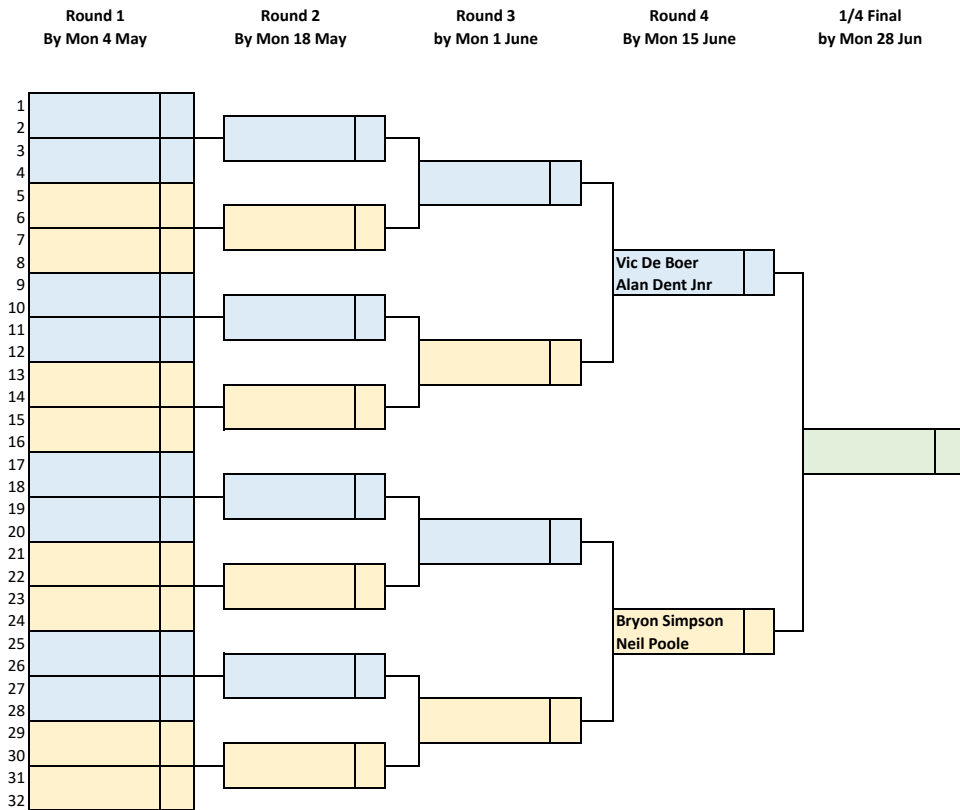 Round 1
By Mon 4 May
Round 2
By Mon 18 May
Round 3
by Mon 1 June
Round 4
By Mon 15 June
1/4 Final
by Mon 28 Jun
1
2
3
4
5
6
7
8
9
10
11
12
13
14
15
16
17
18
19
20
21
22
23
24
25
26
27
28
29
30
31
32
Vic De Boer
Alan Dent Jnr
Bryon Simpson
Neil Poole